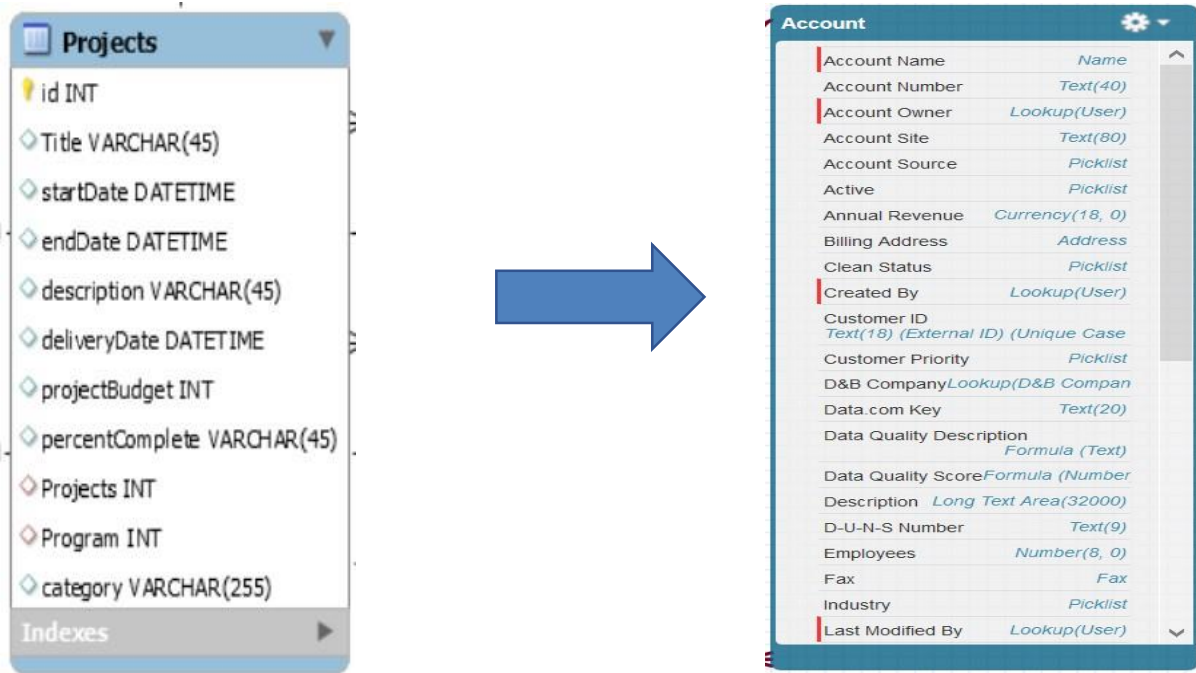 Projects
id INT
Title VARCHAR(45)
startDate DATETIME
endDate DATETIME
description VARCHAR(45)
deliveryDate DATETIME
projectBudget INT
percentComplete VARCHAR(45)
Projects INT
Program INT
category VARCHAR(255)
Indexes
Account
Account Name Name
Account Number Text(40)
Account Owner Lookup(User)
Account Site Text(80)
Account Source Picklist
Active Picklist
Annual Revenue Currency(18, 0)
Billing Address Address
Clean Status Picklist
Created By Lookup(User)
Customer ID
Text(18) (External ID) (Unique Case
Customer Priority Picklist
D&B Company Lookup(D&B Compan
Data.com Key Text(20)
Data Quality Description
Formula (Text)
Data Quality Score Formula (Number
Description Long Text Area(32000)
D-U-N-S Number Text(9)
Employees Number(8, 0)
Fax Fax
Industry Picklist
Last Modified By Lookup(User)